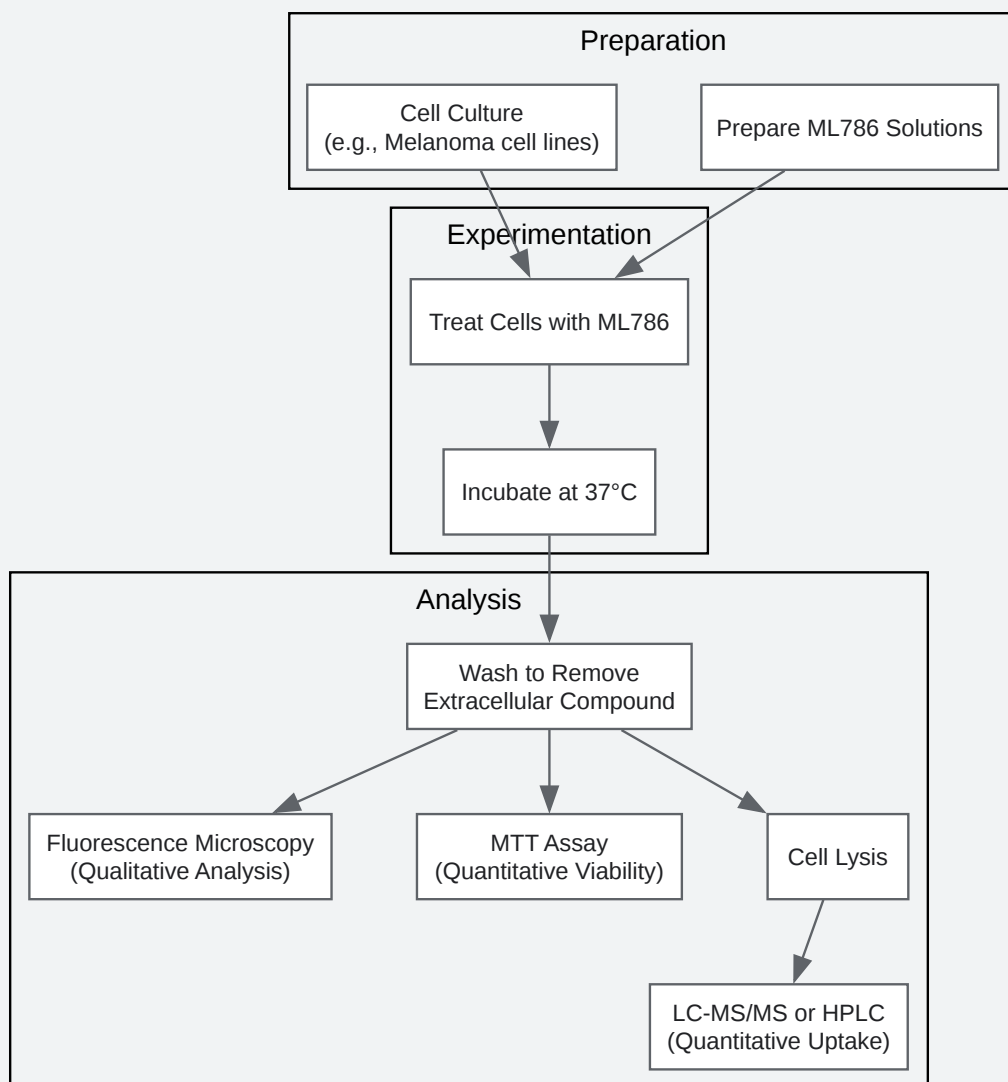 Preparation
Cell Culture
(e.g., Melanoma cell lines)
Prepare ML786 Solutions
Experimentation
Treat Cells with ML786
Incubate at 37°C
Analysis
Wash to Remove
Extracellular Compound
Fluorescence Microscopy
(Qualitative Analysis)
MTT Assay
(Quantitative Viability)
Cell Lysis
LC-MS/MS or HPLC
(Quantitative Uptake)